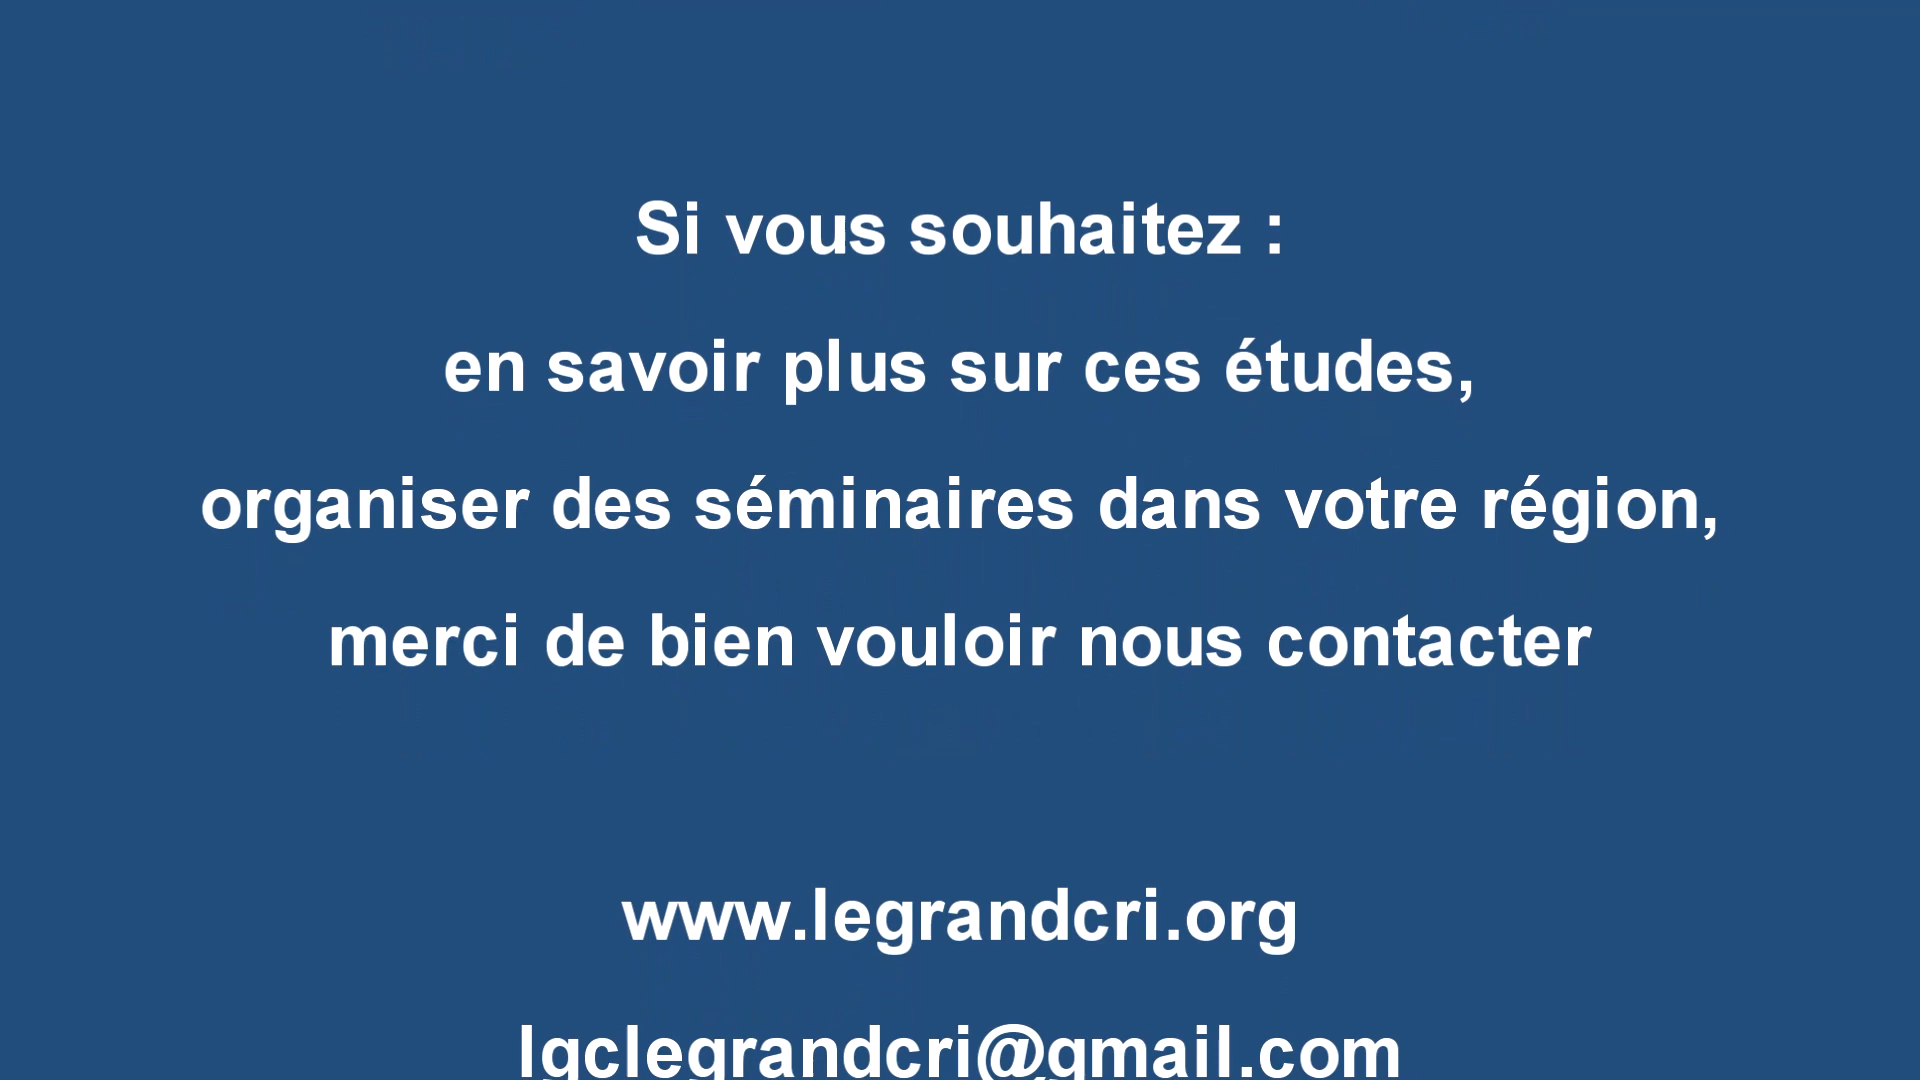 Si vous souhaitez :
en savoir plus sur ces études,
organiser des séminaires dans votre région,
merci de bien vouloir nous contacter
www.legrandcri.org
lgclegrandcri@gmail.com